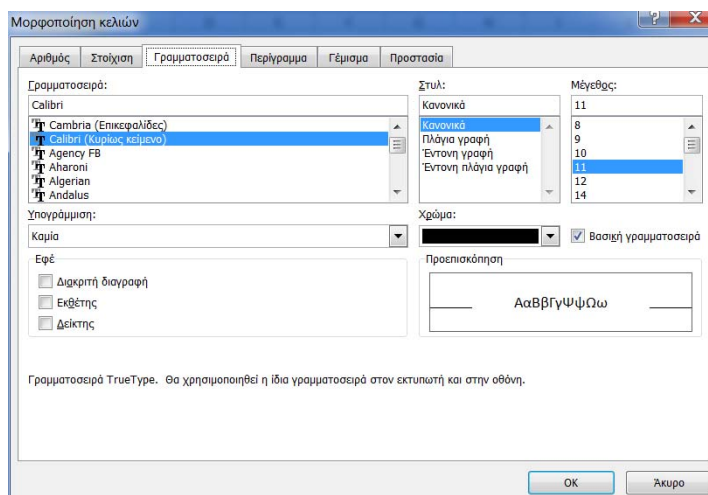 Μορφοποίηση κελιών
Αριθμός Στοίχιση Γραμματοσειρά Περίγραμμα Γέμισμα Προστασία
Γραμματοσειρά: Στυλ: Μέγεθος:
Calibri Κανονικά 11
Cambria (Επικεφαλίδες) Κανονικά 8
Calibri (Κυρίως κείμενο) Πλάγια γραφή 9
Agency FB Έντονη γραφή 10
Aharoni Έντονη πλάγια γραφή 11
Algerian 12
Andalus 14
Υπογράμμιση: Χρώμα:
Καμία Βασική γραμματοσειρά
Εφέ Προεπισκόπηση
Διακριτή διαγραφή
Εκθέτης ΑαΒβΓγΨψΩω
Δείκτης
Γραμματοσειρά TrueType. Θα χρησιμοποιηθεί η ίδια γραμματοσειρά στον εκτυπωτή και στην οθόνη.
OK Άκυρο